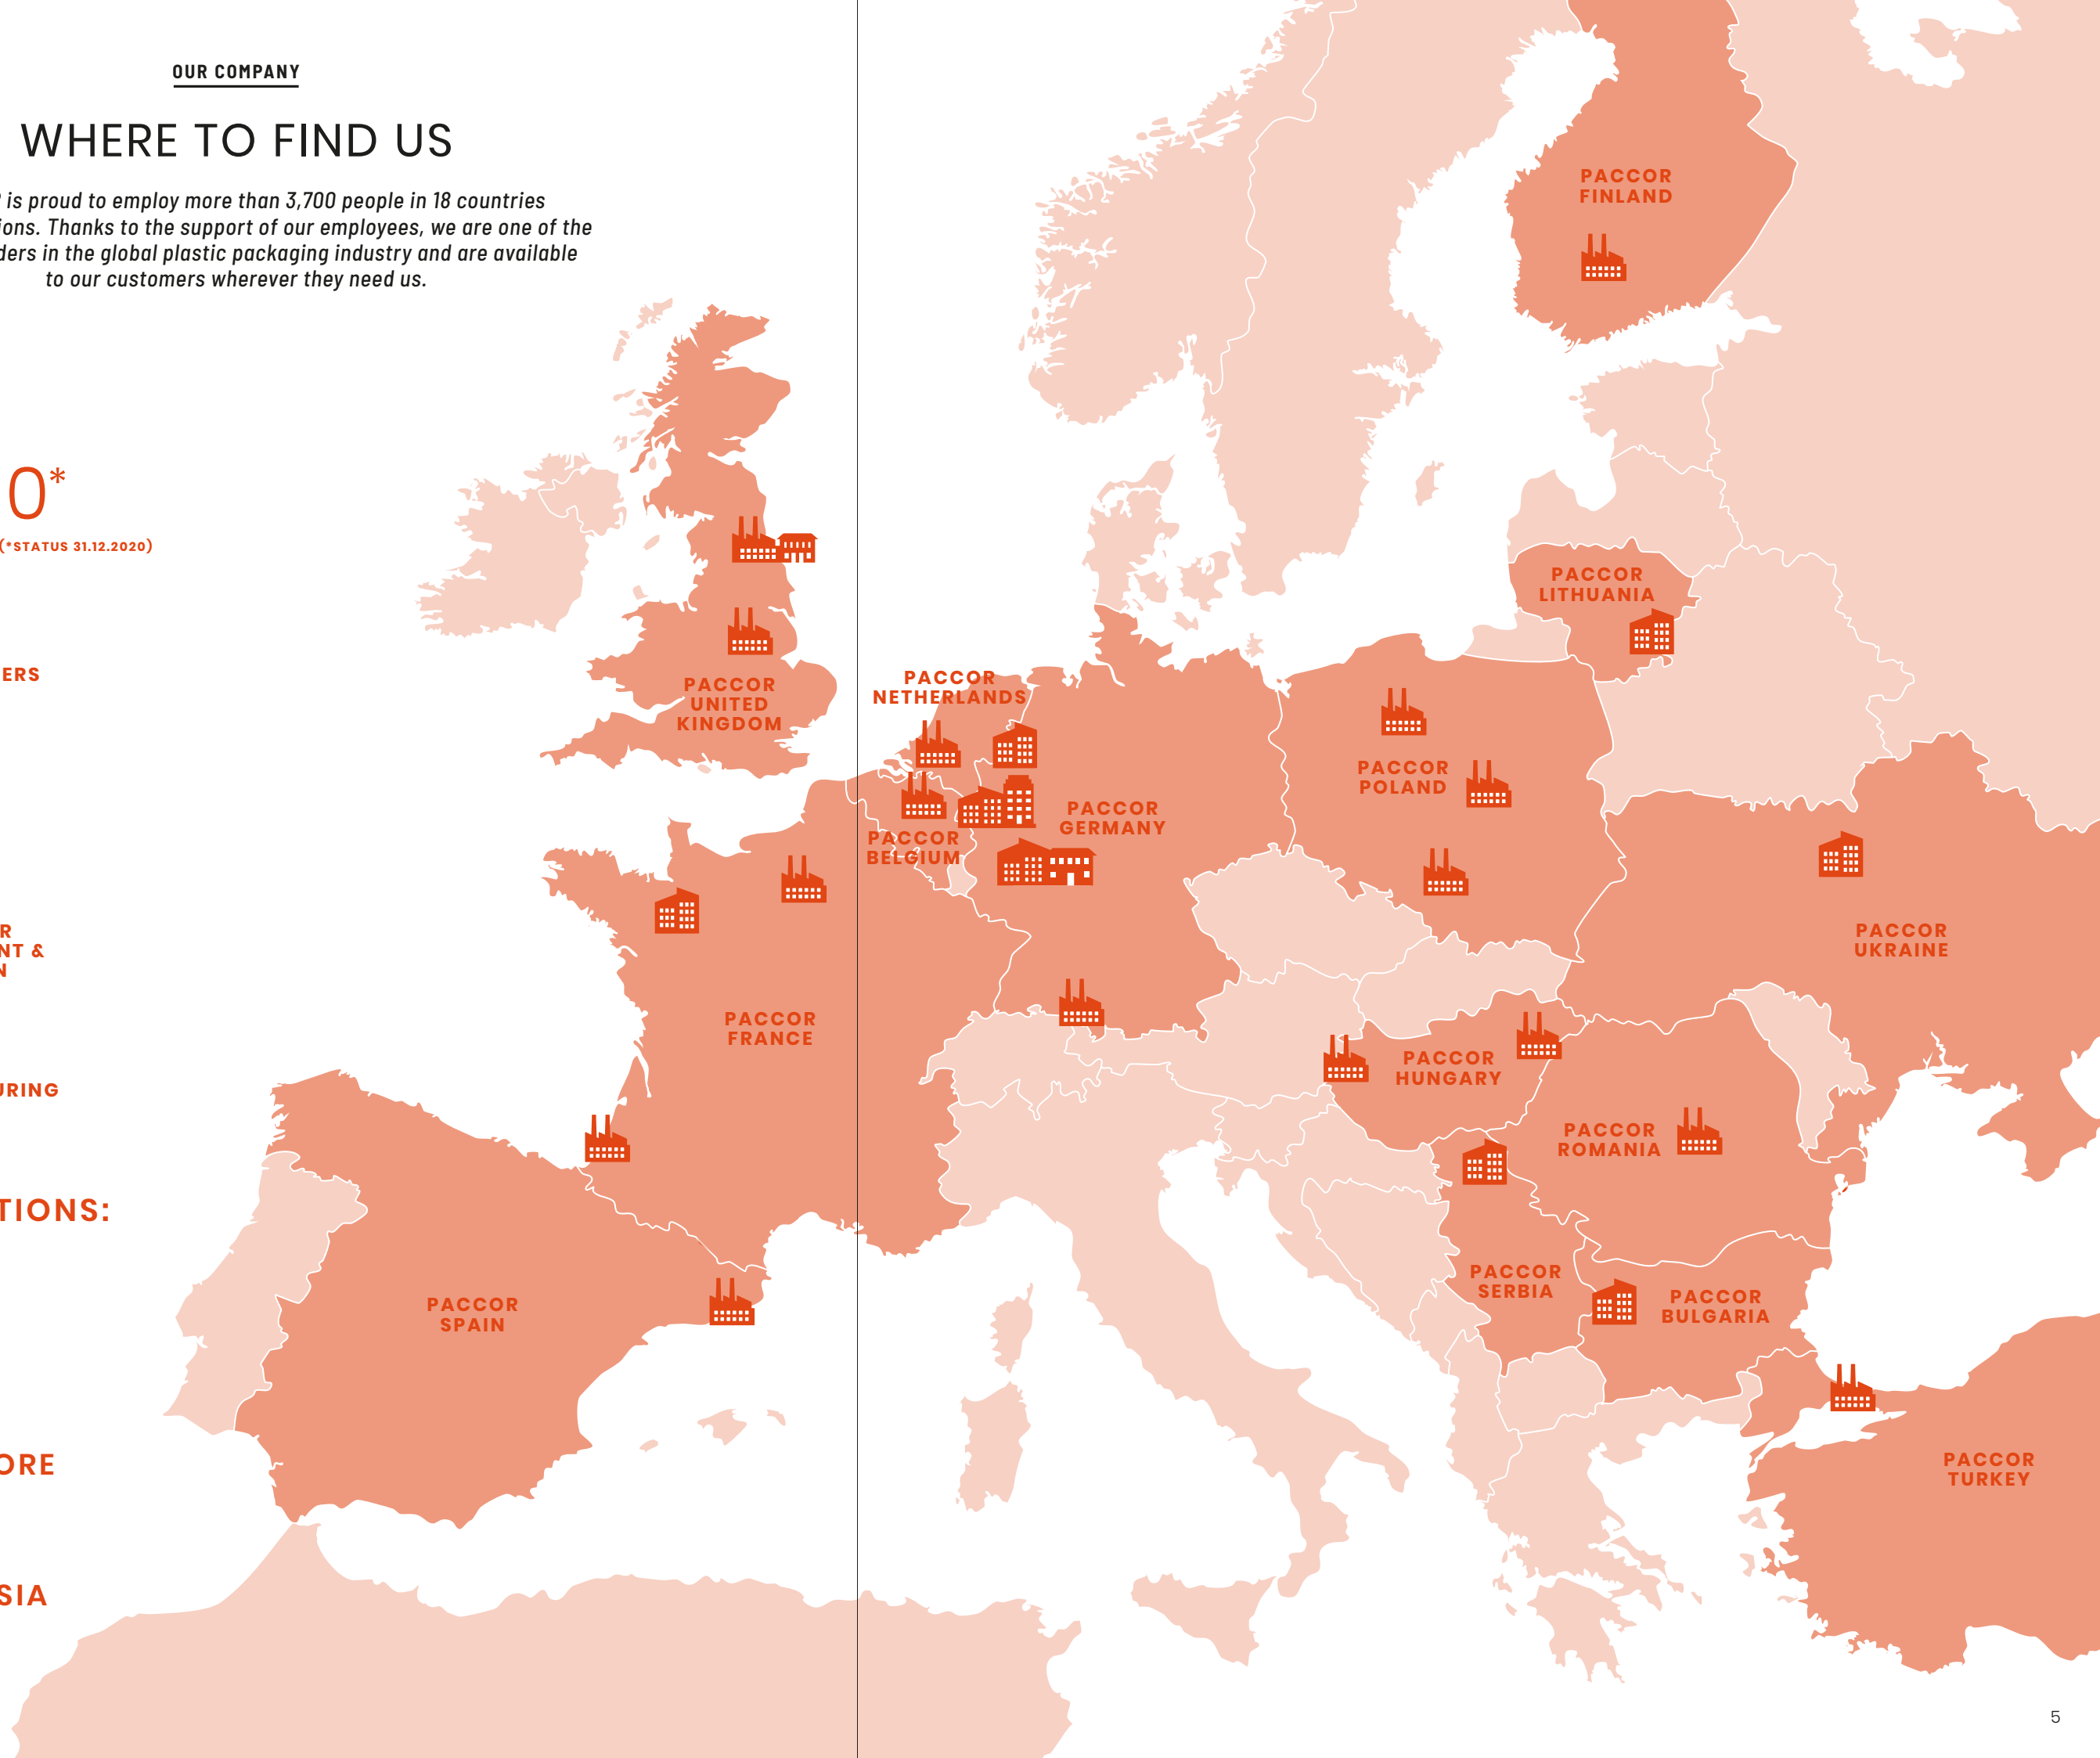 OUR COMPANY
WHERE TO FIND US
is proud to employ more than 3,700 people in 18 countries
Thanks to the support of our employees, we are one of the
in the global plastic packaging industry and are available
to our customers wherever they need us.
0*
(*STATUS 31.12.2020)
PACCOR
FINLAND
PACCOR
LITHUANIA
PACCOR
UNITED
KINGDOM
PACCOR
NETHERLANDS
PACCOR
POLAND
PACCOR
GERMANY
PACCOR
BELGIUM
PACCOR
UKRAINE
PACCOR
FRANCE
PACCOR
HUNGARY
PACCOR
ROMANIA
PACCOR
SERBIA
PACCOR
BULGARIA
PACCOR
SPAIN
PACCOR
TURKEY
ERS
R
NT &
N
URING
TIONS:
ORE
SIA
5